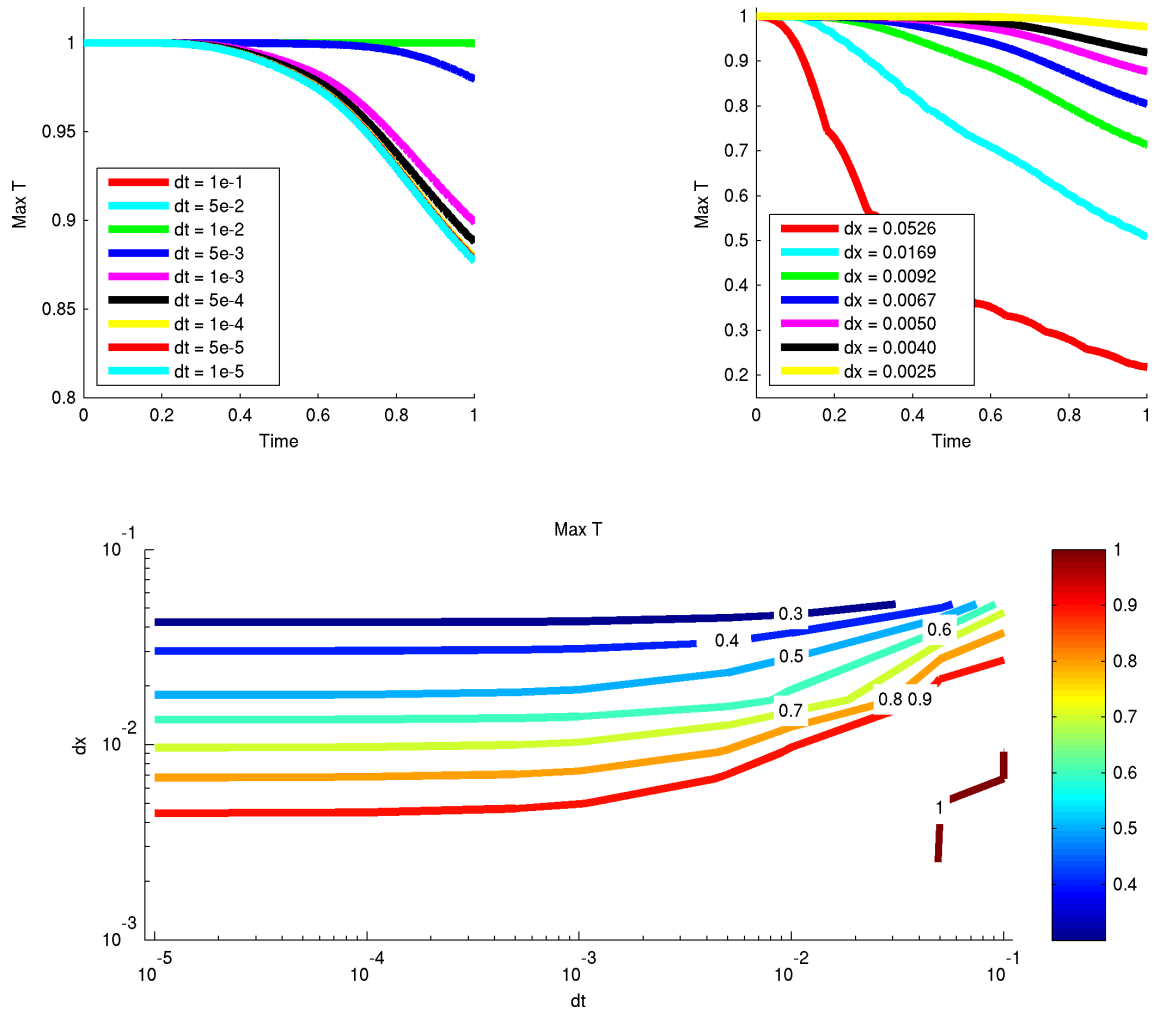 1
0.95
0.9
0.85
0.8
Max T
dt = 1e-1
dt = 5e-2
dt = 1e-2
dt = 5e-3
dt = 1e-3
dt = 5e-4
dt = 1e-4
dt = 5e-5
dt = 1e-5
0 0.2 0.4 0.6 0.8 1
Time
1
0.9
0.8
0.7
0.6
0.5
0.4
0.3
0.2
Max T
dx = 0.0526
dx = 0.0169
dx = 0.0092
dx = 0.0067
dx = 0.0050
dx = 0.0040
dx = 0.0025
0 0.2 0.4 0.6 0.8 1
Time
Max T
10^-1
10^-2
10^-3
dx
0.3
0.4
0.5
0.6
0.7
0.8 0.9
1
10^-5 10^-4 10^-3 10^-2 10^-1
dt
1
0.9
0.8
0.7
0.6
0.5
0.4